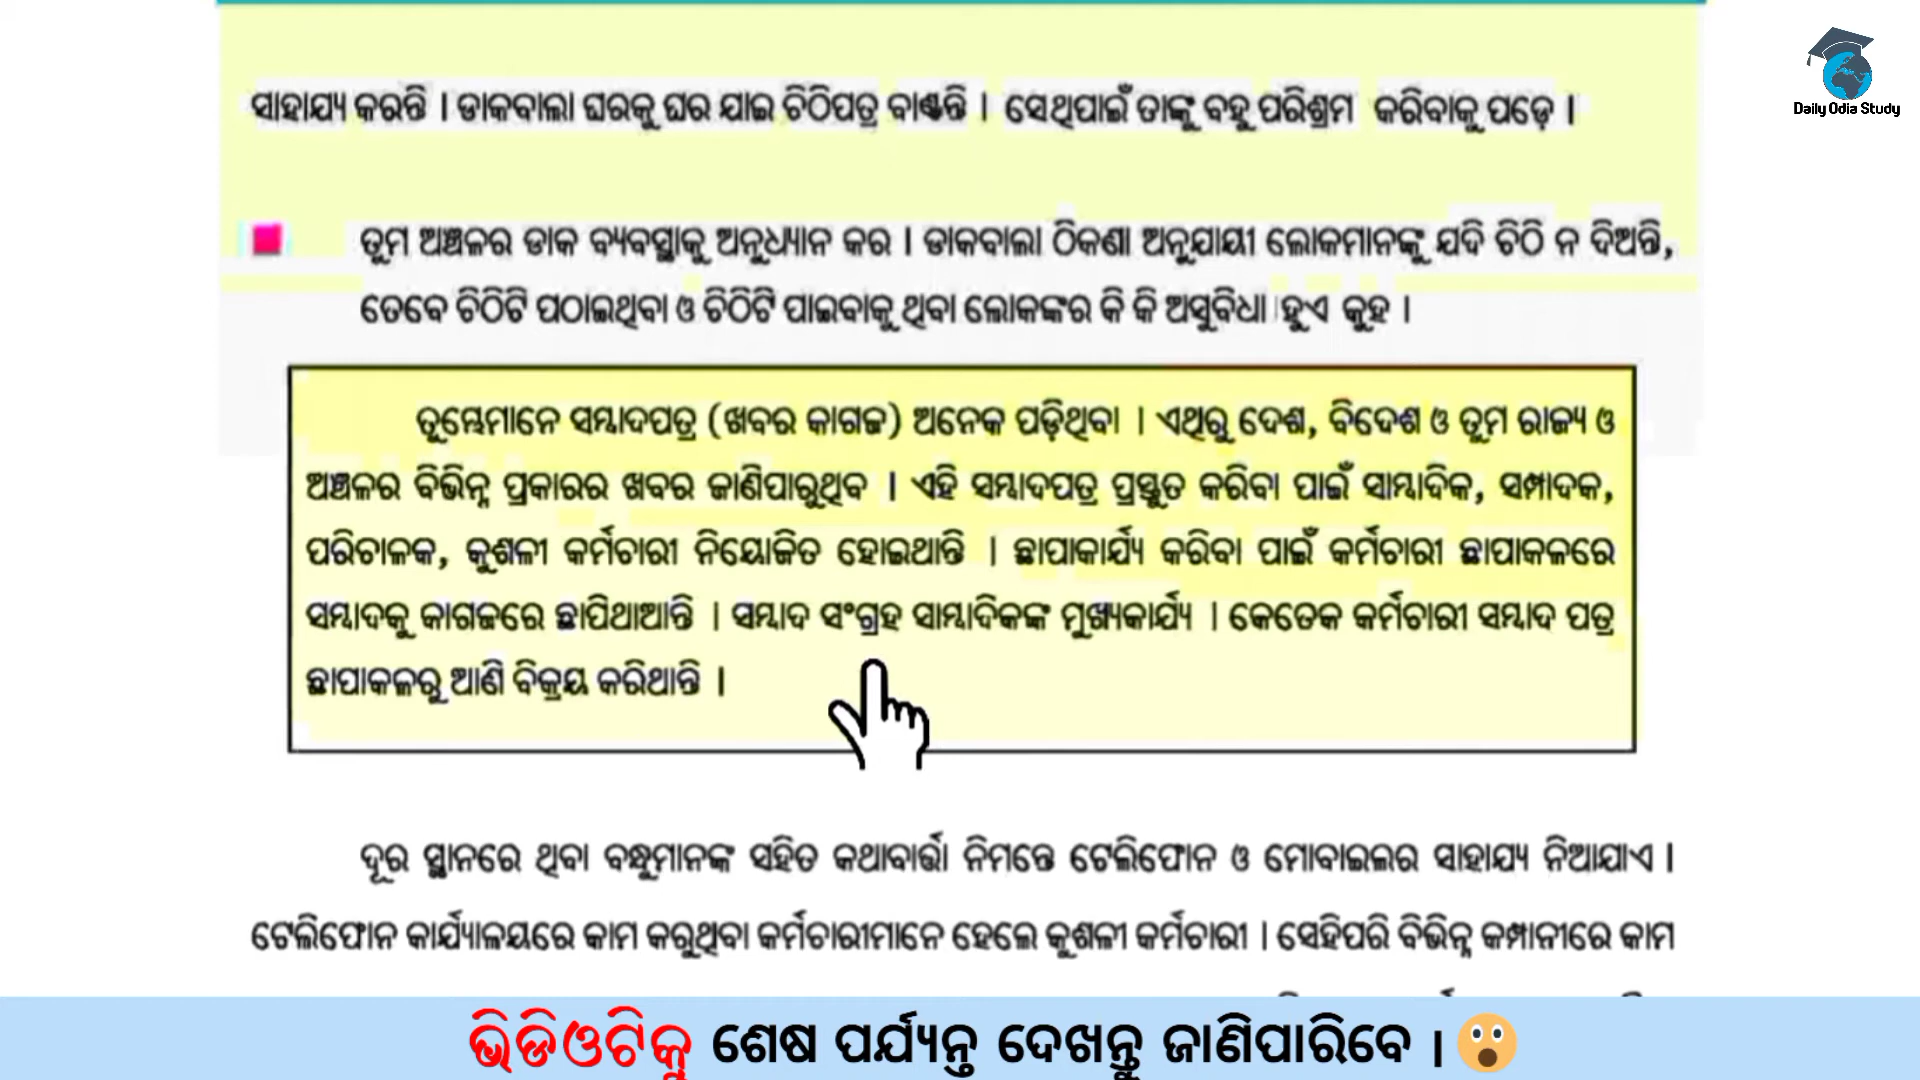 ସାହାଯ୍ୟ କରନ୍ତି । ଡାକବାଲା ଘରକୁ ଘର ଯାଇ ଚିଠିପତ୍ର ବାଣ୍ଟନ୍ତି । ସେଥିପାଇଁ ତାଙ୍କୁ ବହୁ ପରିଶ୍ରମ କରିବାକୁ ପଡ଼େ ।
Daily Odia Study
ତୁମ ଅଞ୍ଚଳର ଡାକ ବ୍ୟବସ୍ଥାକୁ ଅନୁଧ୍ୟାନ କର । ଡାକବାଲା ଠିକଣା ଅନୁଯାୟୀ ଲୋକମାନଙ୍କୁ ଯଦି ଚିଠି ନ ଦିଅନ୍ତି,
ତେବେ ଚିଠିଟି ପଠାଇଥିବା ଓ ଚିଠିଟି ପାଇବାକୁ ଥିବା ଲୋକଙ୍କର କି କି ଅସୁବିଧା ହୁଏ କୁହ ।
ତୁମ୍ଭେମାନେ ସମ୍ଭାଦପତ୍ର (ଖବର କାଗଜ) ଅନେକ ପଡ଼ିଥିବା । ଏଥିରୁ ଦେଶ, ବିଦେଶ ଓ ତୁମ ରାଜ୍ୟ ଓ
ଅଞ୍ଚଳର ବିଭିନ୍ନ ପ୍ରକାରର ଖବର ଜାଣିପାରୁଥିବ । ଏହି ସମ୍ଭାଦପତ୍ର ପ୍ରସ୍ତୁତ କରିବା ପାଇଁ ସାମ୍ଭାଦିକ, ସମ୍ପାଦକ,
ପରିଚାଳକ, କୁଶଳୀ କର୍ମଚାରୀ ନିୟୋଜିତ ହୋଇଥାନ୍ତି । ଛାପାକାର୍ଯ୍ୟ କରିବା ପାଇଁ କର୍ମଚାରୀ ଛାପାକଳରେ
ସମ୍ଭାଦକୁ କାଗଜରେ ଛାପିଥାଆନ୍ତି । ସମ୍ଭାଦ ସଂଗ୍ରହ ସାମ୍ଭାଦିକଙ୍କ ମୁଖ୍ୟକାର୍ଯ୍ୟ । କେତେକ କର୍ମଚାରୀ ସମ୍ଭାଦ ପତ୍ର
ଛାପାକଳରୁ ଆଣି ବିକ୍ରୟ କରିଥାନ୍ତି ।
ଦୂର ସ୍ଥାନରେ ଥିବା ବନ୍ଧୁମାନଙ୍କ ସହିତ କଥାବାର୍ତ୍ତା ନିମନ୍ତେ ଟେଲିଫୋନ ଓ ମୋବାଇଲର ସାହାଯ୍ୟ ନିଆଯାଏ ।
ଟେଲିଫୋନ କାର୍ଯ୍ୟାଳୟରେ କାମ କରୁଥିବା କର୍ମଚାରୀମାନେ ହେଲେ କୁଶଳୀ କର୍ମଚାରୀ । ସେହିପରି ବିଭିନ୍ନ କମ୍ପାନୀରେ କାମ
ଭିଡିଓଟିକୁ ଶେଷ ପର୍ଯ୍ୟନ୍ତ ଦେଖନ୍ତୁ ଜାଣିପାରିବେ ।